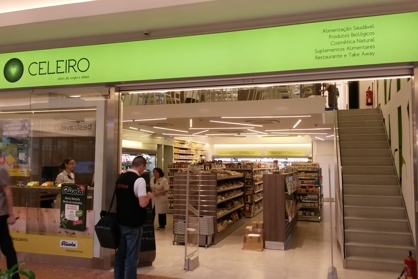 CELEIRO
Alimentação Saudável
Produtos Biológicos
Cosmética Natural
Suplementos Alimentares
Restaurante e Take Away